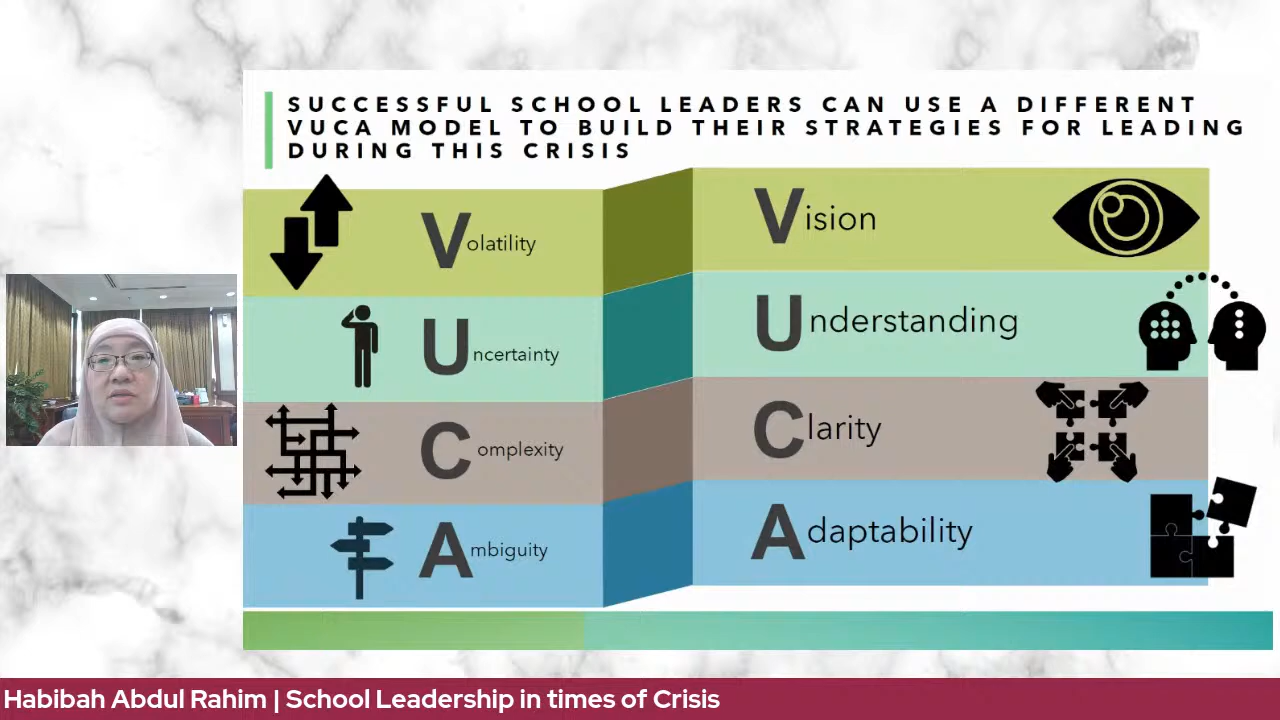 SUCCESSFUL SCHOOL LEADERS CAN USE A DIFFERENT
VUCA MODEL TO BUILD THEIR STRATEGIES FOR LEADING
DURING THIS CRISIS
Volatility
Vision
Uncertainty
Understanding
Complexity
Clarity
Ambiguity
Adaptability
Habibah Abdul Rahim | School Leadership in times of Crisis